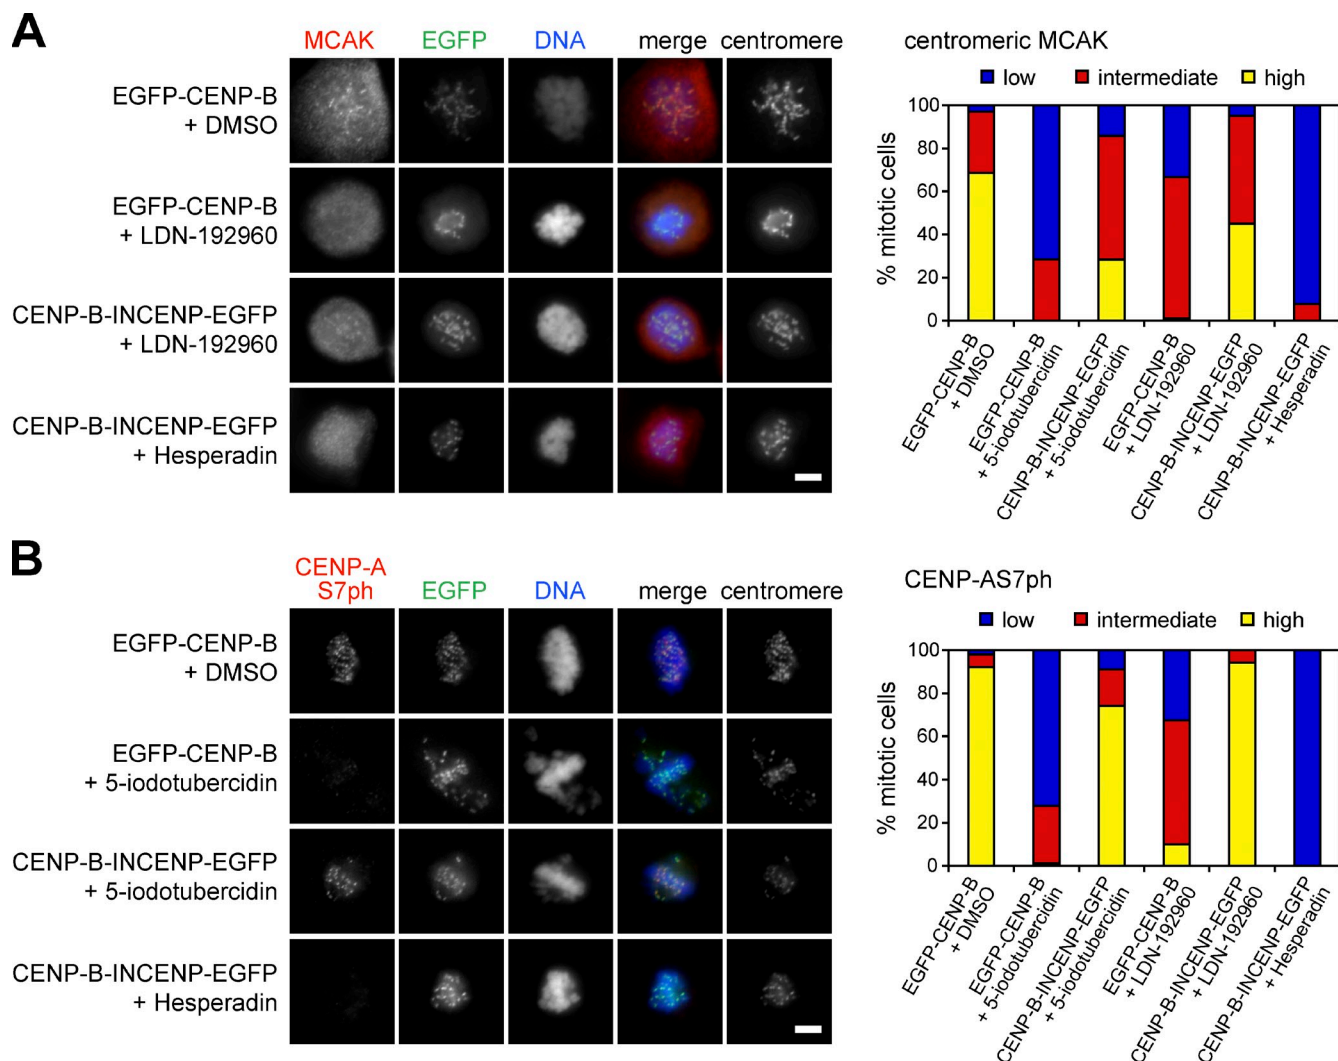 A
MCAK EGFP DNA merge centromere
EGFP-CENP-B
+ DMSO
EGFP-CENP-B
+ LDN-192960
CENP-B-INCENP-EGFP
+ LDN-192960
CENP-B-INCENP-EGFP
+ Hesperadin
centromeric MCAK
low intermediate high
% mitotic cells
100
80
60
40
20
0
EGFP-CENP-B
+ DMSO
EGFP-CENP-B
+ 5-iodotubercidin
CENP-B-INCENP-EGFP
+ 5-iodotubercidin
EGFP-CENP-B
+ LDN-192960
CENP-B-INCENP-EGFP
+ LDN-192960
CENP-B-INCENP-EGFP
+ Hesperadin
B
CENP-A
S7ph EGFP DNA merge centromere
EGFP-CENP-B
+ DMSO
EGFP-CENP-B
+ 5-iodotubercidin
CENP-B-INCENP-EGFP
+ 5-iodotubercidin
CENP-B-INCENP-EGFP
+ Hesperadin
CENP-AS7ph
low intermediate high
% mitotic cells
100
80
60
40
20
0
EGFP-CENP-B
+ DMSO
EGFP-CENP-B
+ 5-iodotubercidin
CENP-B-INCENP-EGFP
+ 5-iodotubercidin
EGFP-CENP-B
+ LDN-192960
CENP-B-INCENP-EGFP
+ LDN-192960
CENP-B-INCENP-EGFP
+ Hesperadin